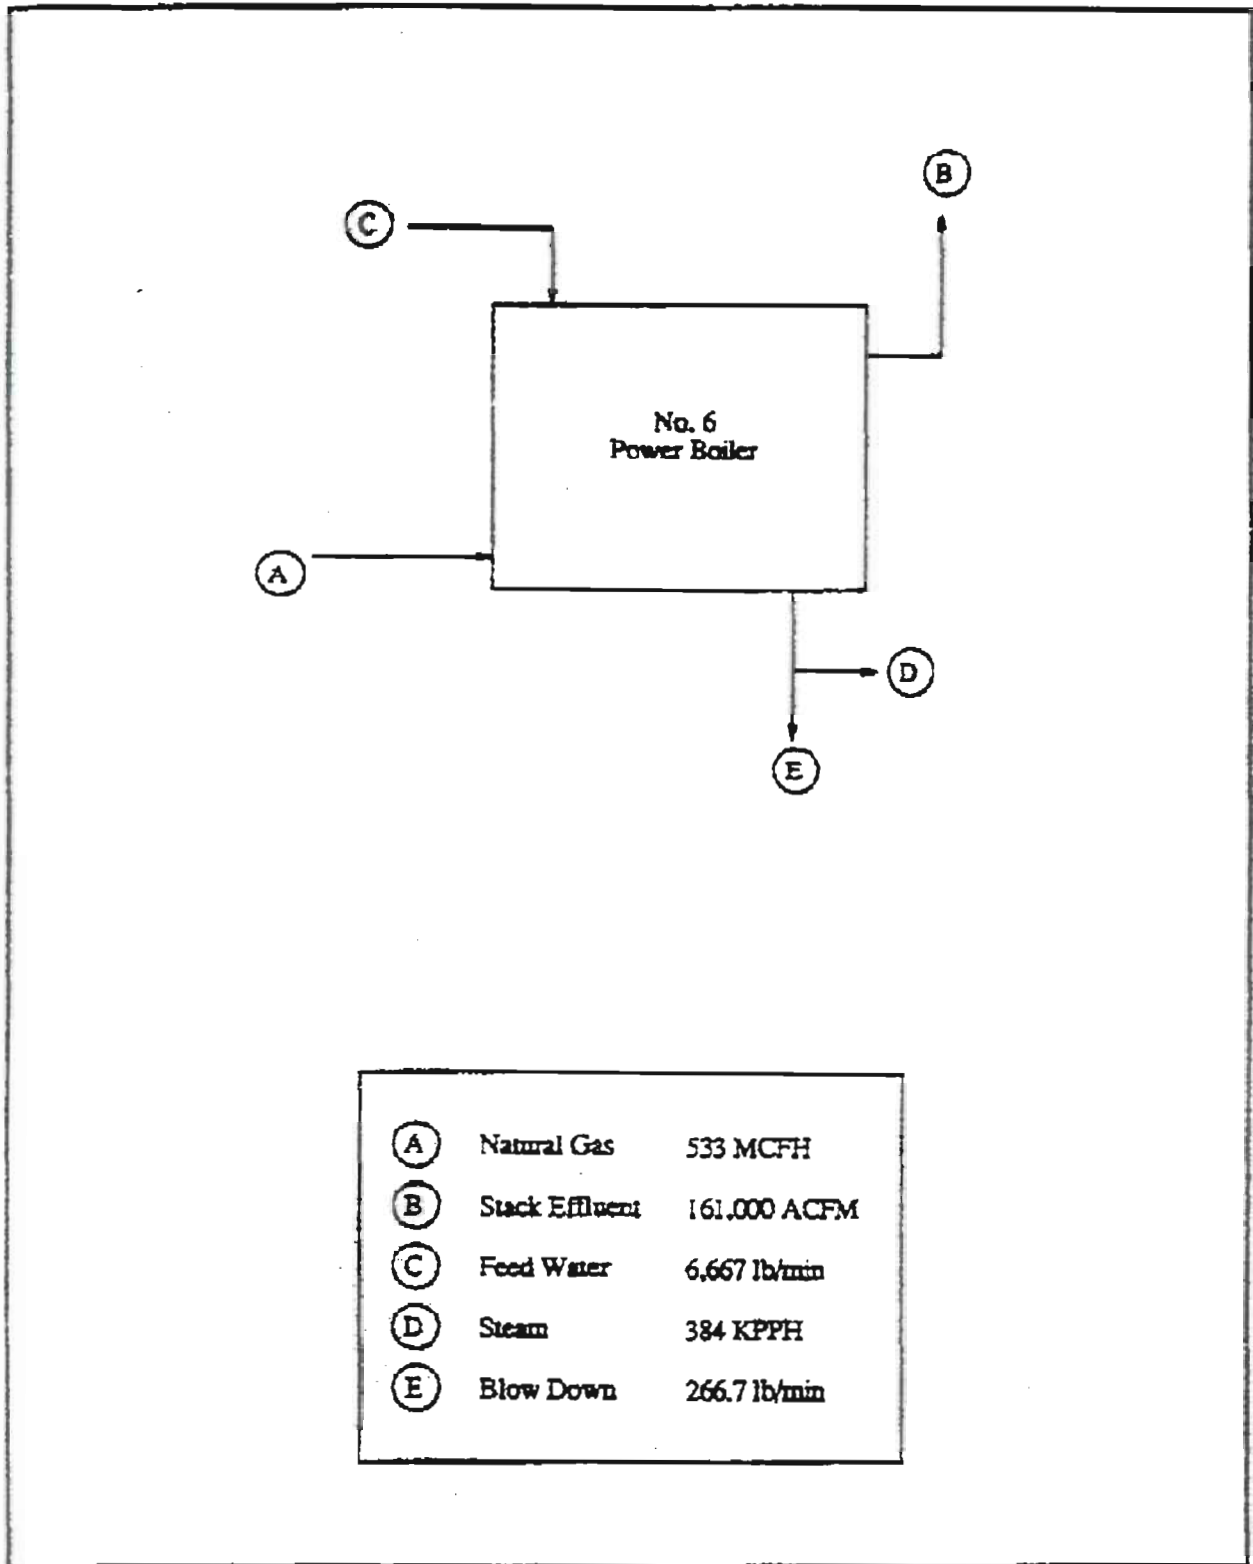 B
C
No. 6
Power Boiler
A
D
E
A Natural Gas 533 MCFH
B Stack Effluent 161,000 ACFM
C Feed Water 6,667 lb/min
D Steam 384 KPPH
E Blow Down 266.7 lb/min